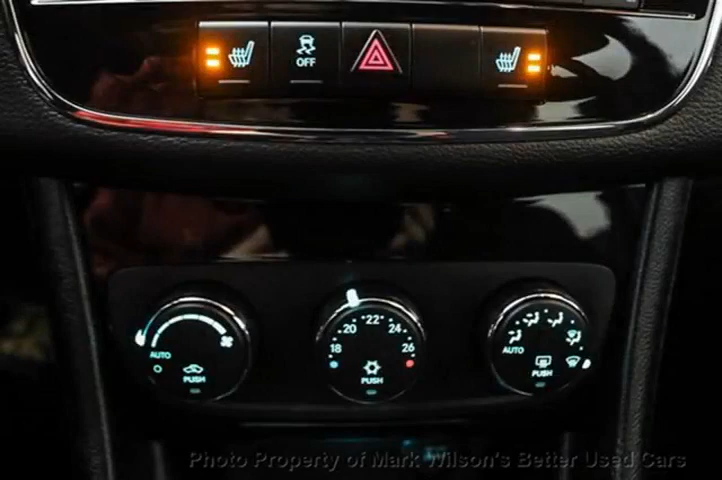 OFF
AUTO
PUSH
18 20 22 24 26
PUSH
AUTO
PUSH
Photo Property of Mark Wilson's Better Used Cars